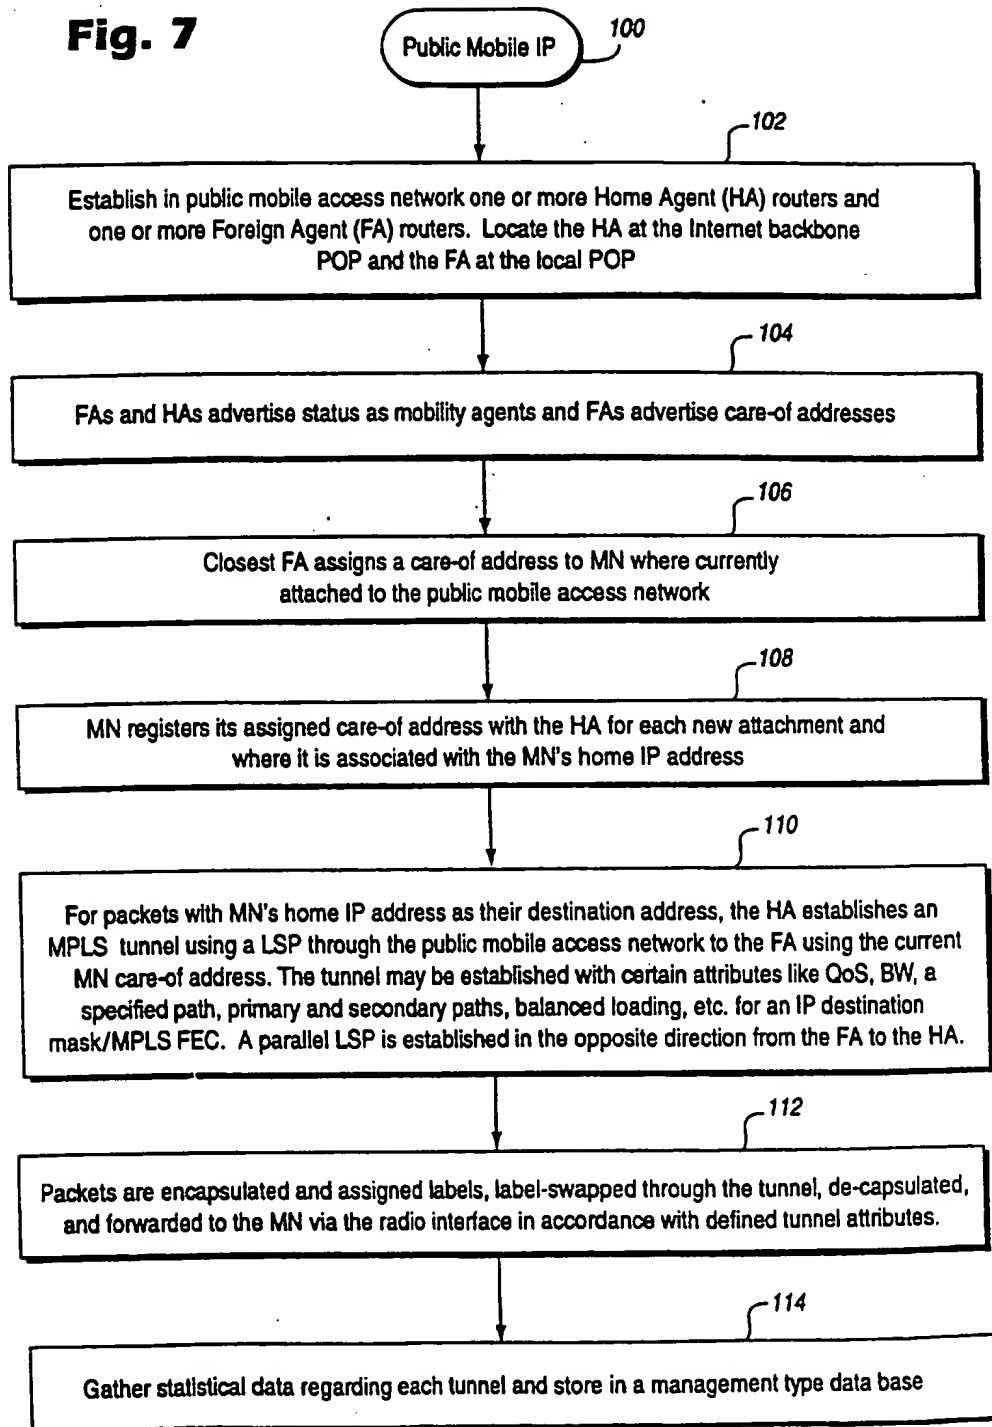 Fig. 7
Public Mobile IP
100
102
Establish in public mobile access network one or more Home Agent (HA) routers and
one or more Foreign Agent (FA) routers. Locate the HA at the Internet backbone
POP and the FA at the local POP
104
FAs and HAs advertise status as mobility agents and FAs advertise care-of addresses
106
Closest FA assigns a care-of address to MN where currently
attached to the public mobile access network
108
MN registers its assigned care-of address with the HA for each new attachment and
where it is associated with the MN's home IP address
110
For packets with MN's home IP address as their destination address, the HA establishes an
MPLS tunnel using a LSP through the public mobile access network to the FA using the current
MN care-of address. The tunnel may be established with certain attributes like QoS, BW, a
specified path, primary and secondary paths, balanced loading, etc. for an IP destination
mask/MPLS FEC. A parallel LSP is established in the opposite direction from the FA to the HA.
112
Packets are encapsulated and assigned labels, label-swapped through the tunnel, de-capsulated,
and forwarded to the MN via the radio interface in accordance with defined tunnel attributes.
114
Gather statistical data regarding each tunnel and store in a management type data base